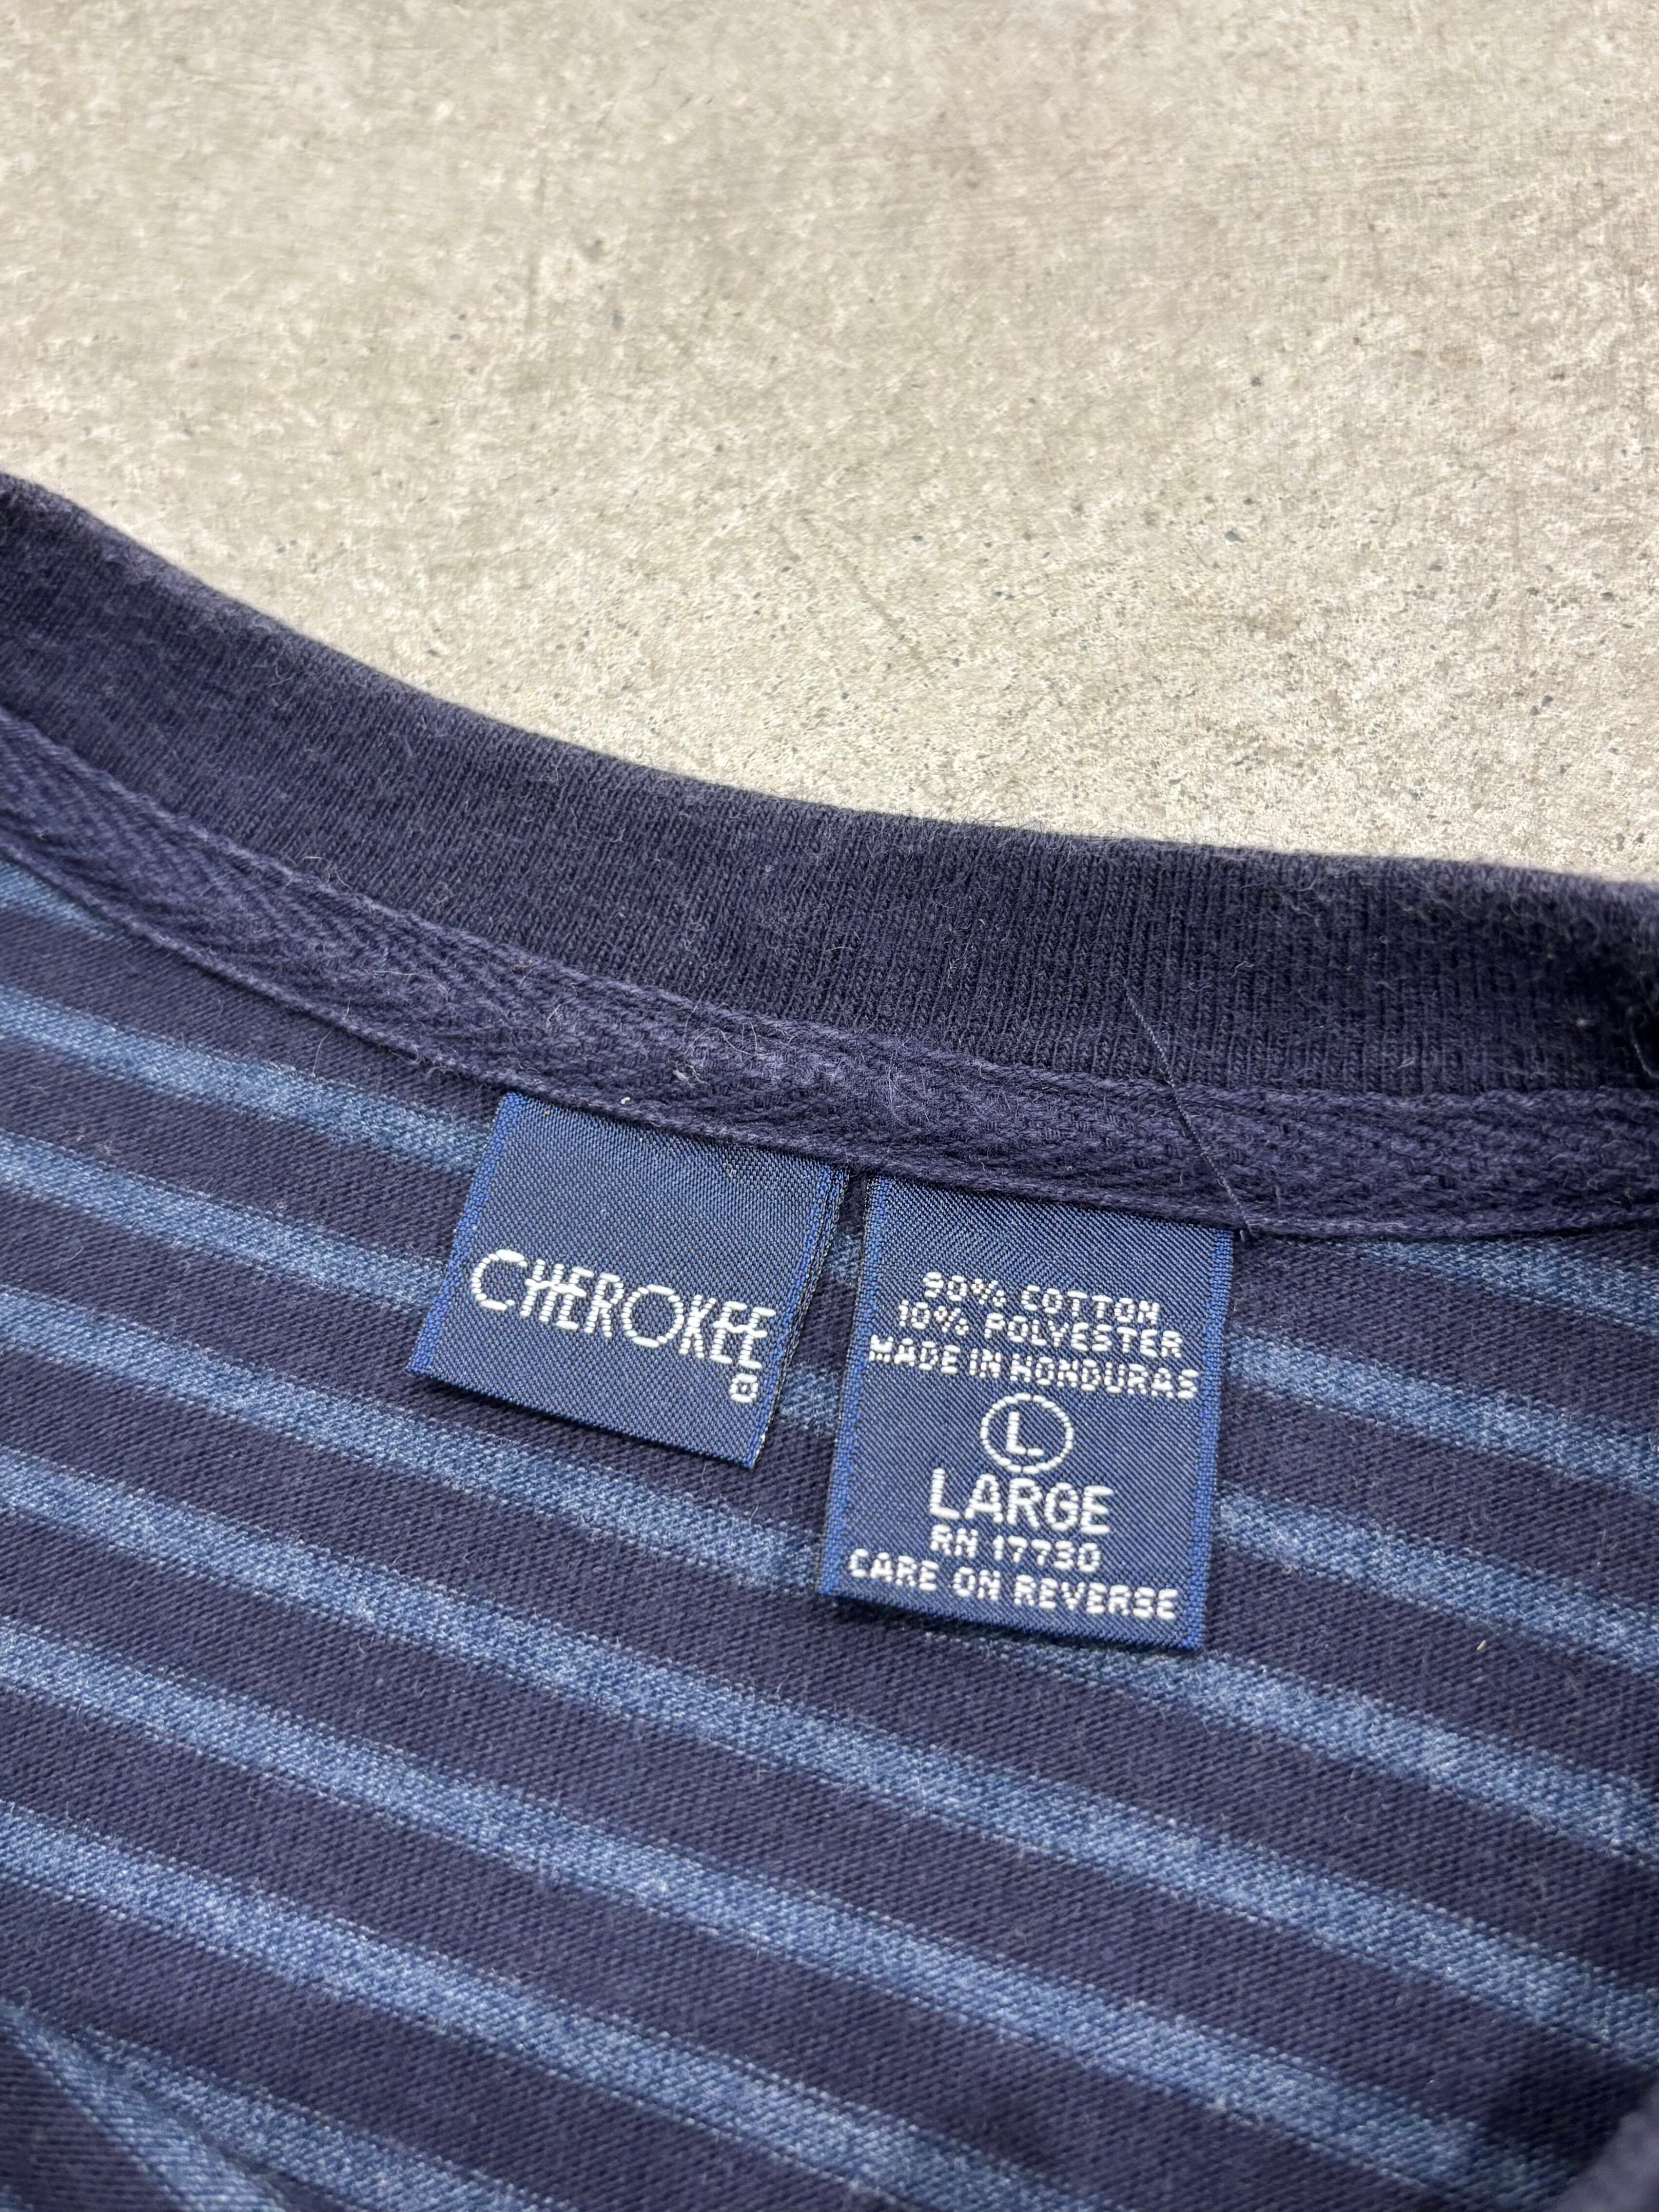 CHEROKEE
®
90% COTTON
10% POLYESTER
MADE IN HONDURAS
L
LARGE
RN 17730
CARE ON REVERSE